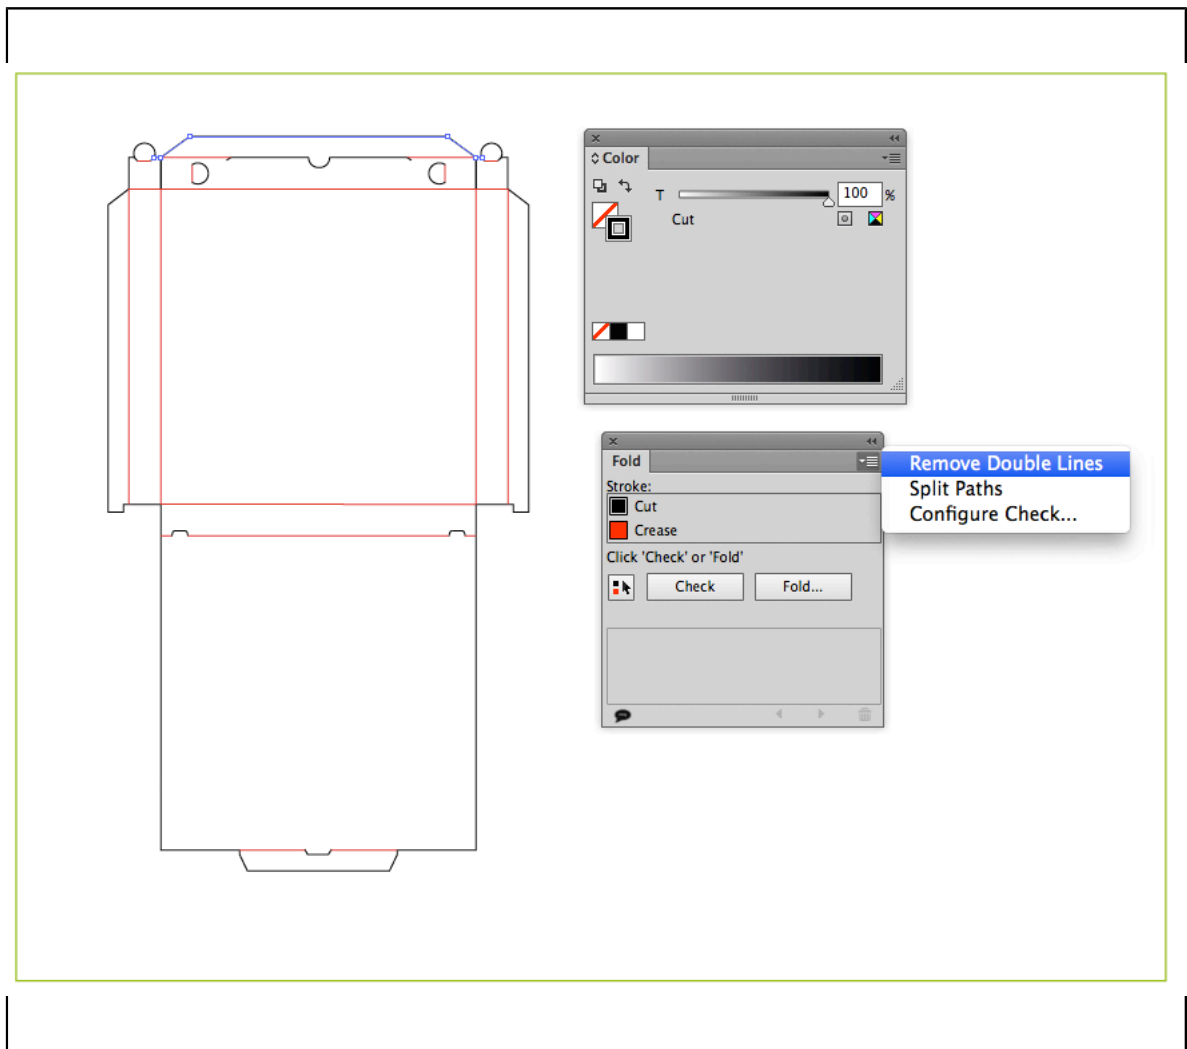 Color
T
100 %
Cut
Fold
Stroke:
Cut
Crease
Click 'Check' or 'Fold'
Check
Fold...
Remove Double Lines
Split Paths
Configure Check...